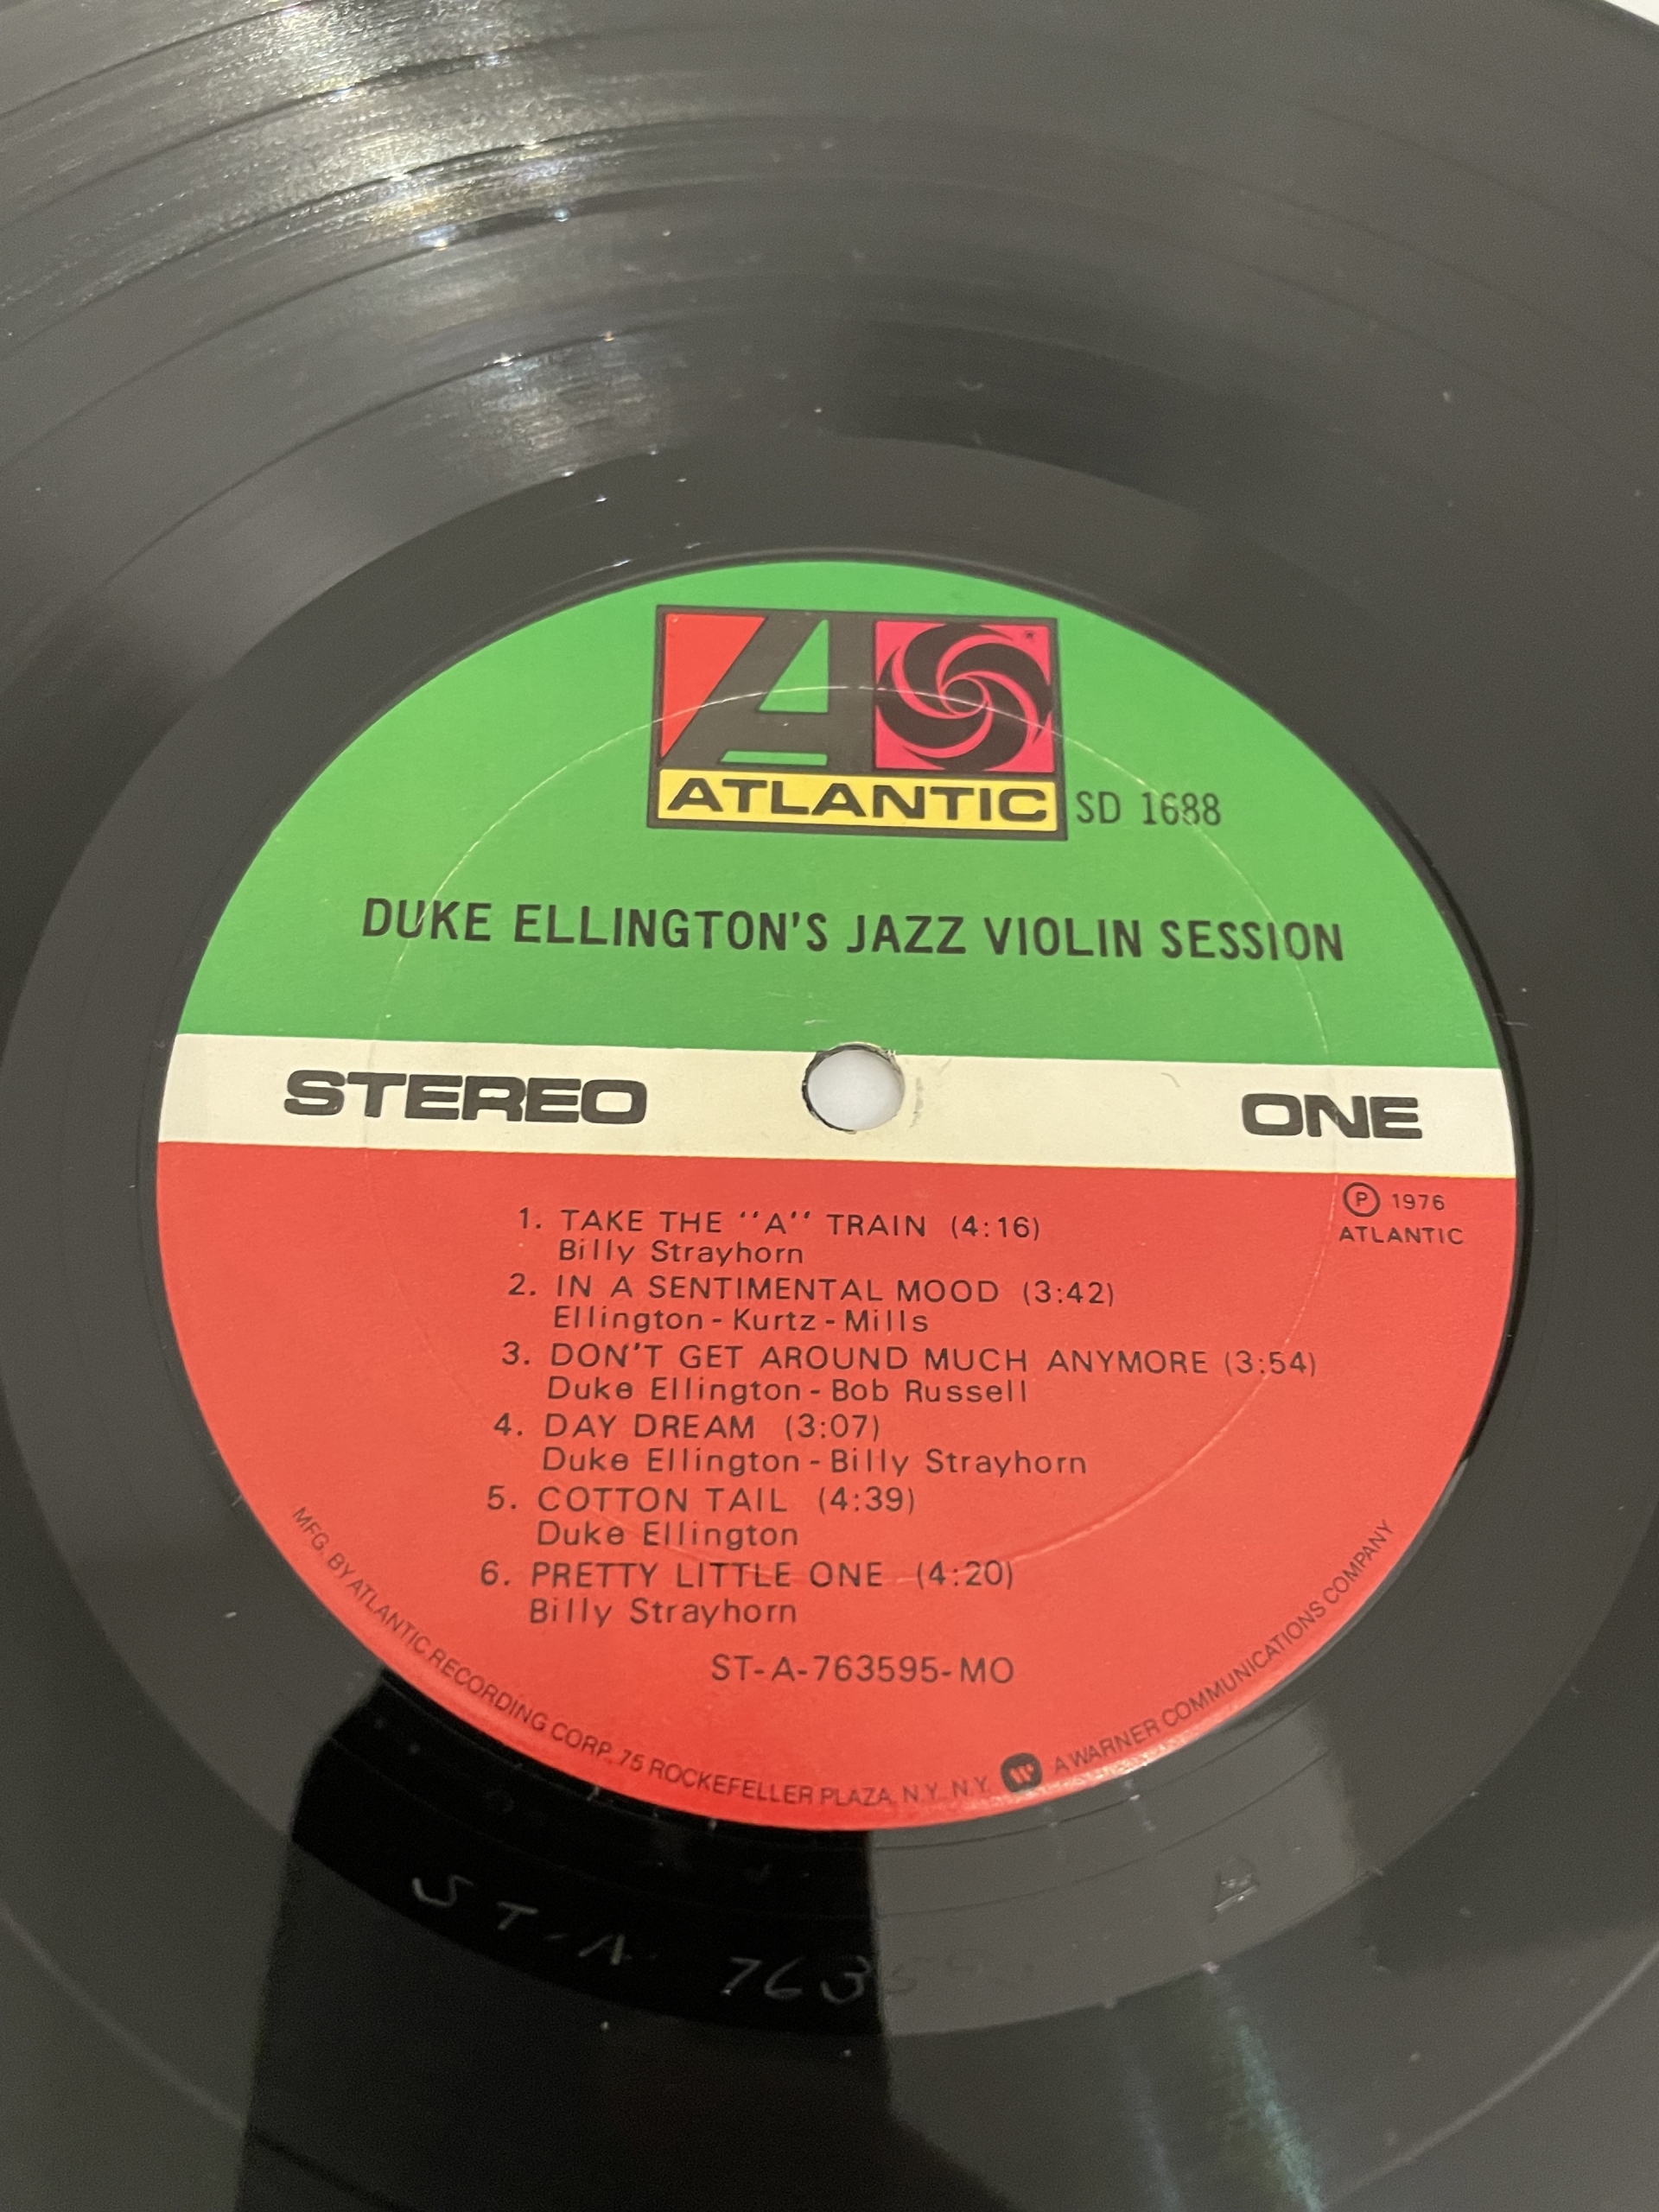 ATLANTIC SD 1688
DUKE ELLINGTON'S JAZZ VIOLIN SESSION
STEREO ONE
Ⓟ 1976
ATLANTIC
1. TAKE THE "A" TRAIN (4:16)
Billy Strayhorn
2. IN A SENTIMENTAL MOOD (3:42)
Ellington - Kurtz - Mills
3. DON'T GET AROUND MUCH ANYMORE (3:54)
Duke Ellington - Bob Russell
4. DAY DREAM (3:07)
Duke Ellington - Billy Strayhorn
5. COTTON TAIL (4:39)
Duke Ellington
6. PRETTY LITTLE ONE (4:20)
Billy Strayhorn
ST-A-763595-MO
MFG. BY ATLANTIC RECORDING CORP. 75 ROCKEFELLER PLAZA, N.Y. N.Y. A WARNER COMMUNICATIONS COMPANY
ST-A 763